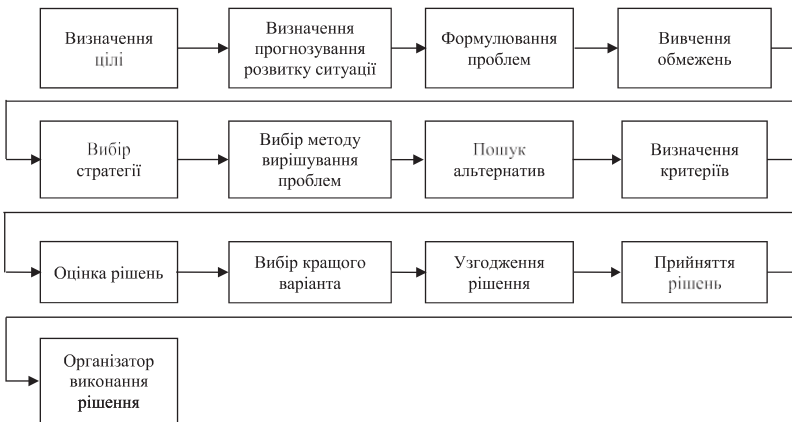 Визначення
цілі
Визначення
прогнозування
розвитку ситуації
Формулювання
проблем
Вивчення
обмежень
Вибір
стратегії
Вибір методу
вирішування
проблем
Пошук
альтернатив
Визначення
критеріїв
Оцінка рішень
Вибір кращого
варіанта
Узгодження
рішення
Прийняття
рішень
Організатор
виконання
рішення